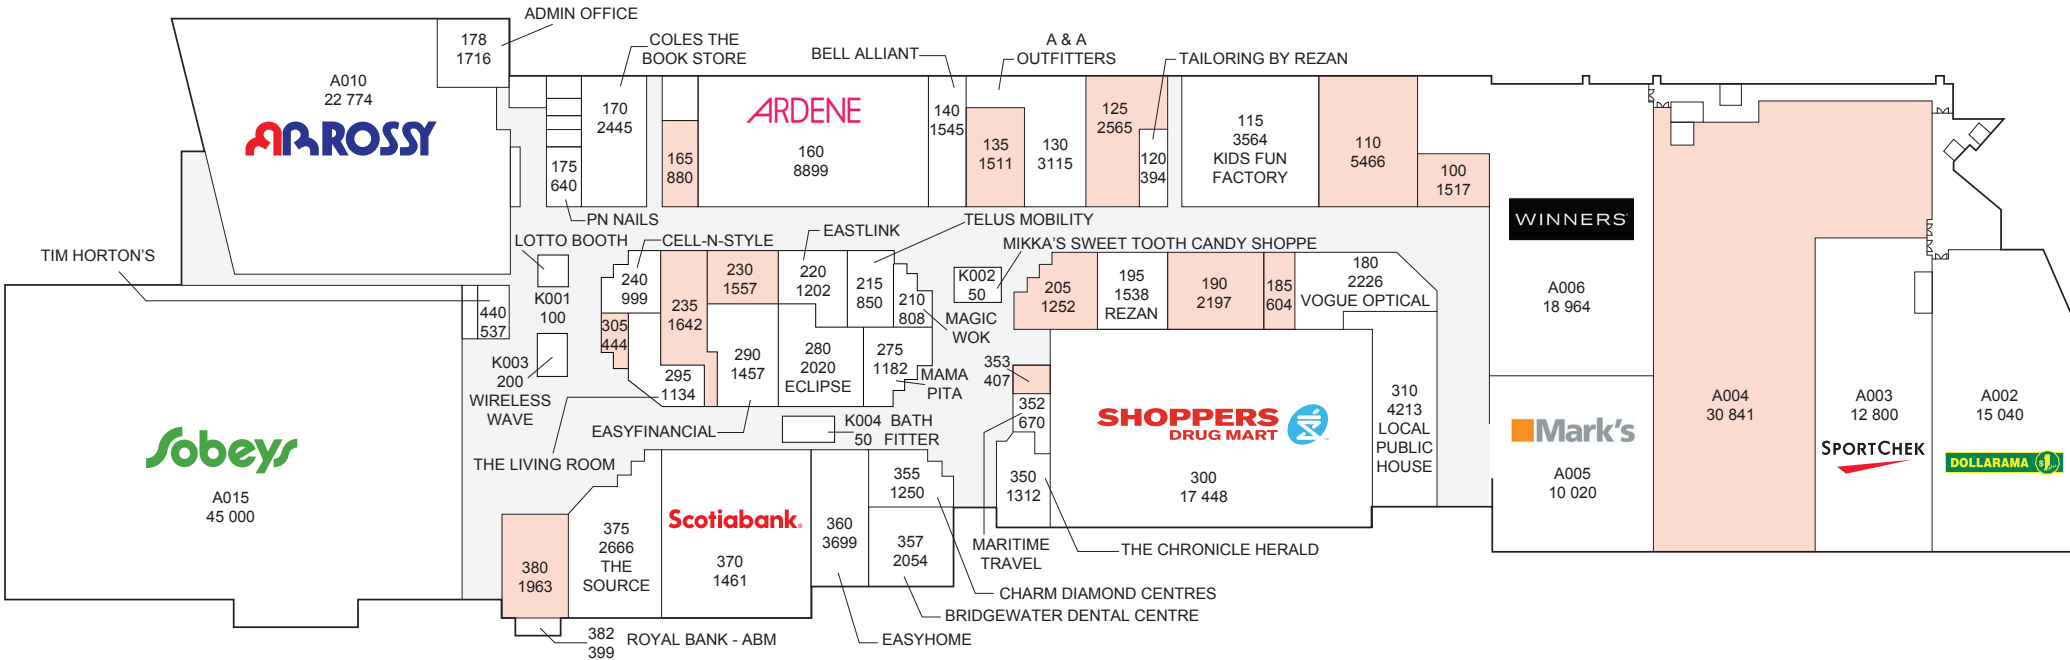 ADMIN OFFICE
178
1716
A010
22 774
ROSSY
COLES THE
BOOK STORE
170
2445
175
640
PN NAILS
165
880
ARDENE
160
8899
BELL ALLIANT
140
1545
A & A
OUTFITTERS
135
1511
130
3115
125
2565
TAILORING BY REZAN
120
394
115
3564
KIDS FUN
FACTORY
110
5466
100
1517
WINNERS
A006
18 964
TIM HORTON'S
440
537
LOTTO BOOTH
K001
100
K003
200
WIRELESS
WAVE
CELL-N-STYLE
240
999
305
444
235
1642
230
1557
EASTLINK
220
1202
TELUS MOBILITY
215
850
210
808
MAGIC
WOK
295
1134
290
1457
280
2020
ECLIPSE
275
1182
MAMA
PITA
EASYFINANCIAL
THE LIVING ROOM
K004
50
BATH
FITTER
MIKKA'S SWEET TOOTH CANDY SHOPPE
K002
50
205
1252
195
1538
REZAN
190
2197
185
604
180
2226
VOGUE OPTICAL
353
407
352
670
350
1312
MARITIME
TRAVEL
THE CHRONICLE HERALD
SHOPPERS
DRUG MART
300
17 448
310
4213
LOCAL
PUBLIC
HOUSE
Mark's
A005
10 020
A004
30 841
A003
12 800
SPORTCHEK
A002
15 040
DOLLARAMA $1
Sobeys
A015
45 000
380
1963
382
399
ROYAL BANK - ABM
375
2666
THE
SOURCE
Scotiabank
370
1461
360
3699
EASYHOME
355
1250
CHARM DIAMOND CENTRES
357
2054
BRIDGEWATER DENTAL CENTRE